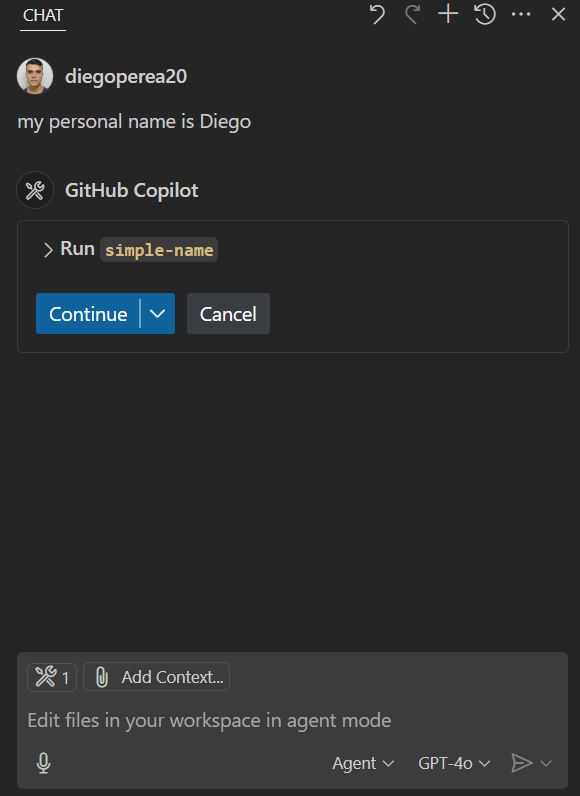 CHAT
diegoperea20
my personal name is Diego
GitHub Copilot
Run simple-name
Continue
Cancel
1
Add Context...
Edit files in your workspace in agent mode
Agent
GPT-4o